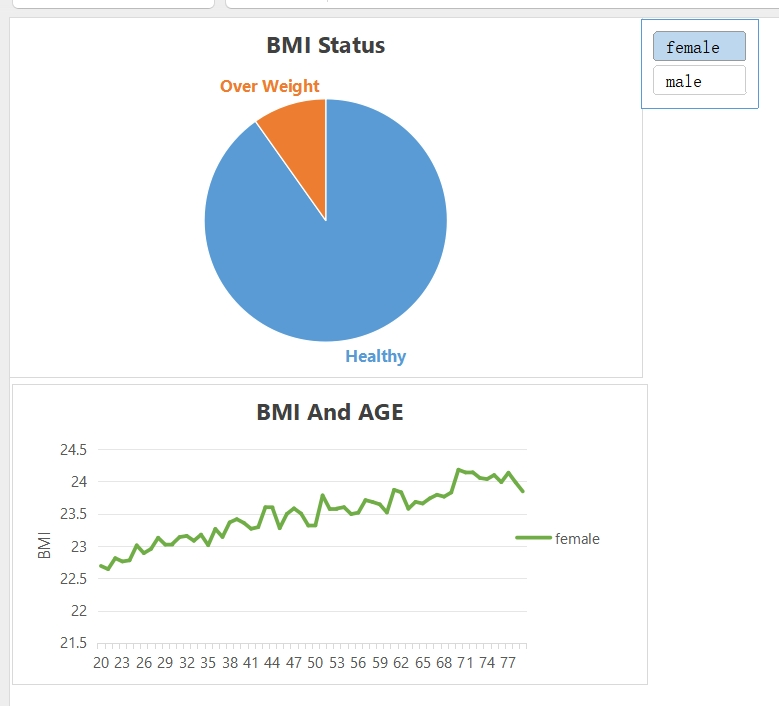 BMI Status
female
male
Over Weight
Healthy
BMI And AGE
24.5
24
23.5
23
22.5
22
21.5
BMI
female
20 23 26 29 32 35 38 41 44 47 50 53 56 59 62 65 68 71 74 77